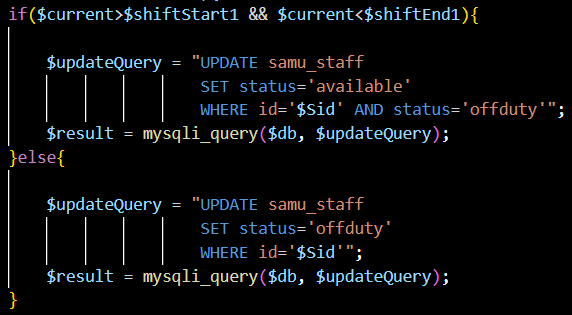 if($current>$shiftStart1 && $current<$shiftEnd1){
$updateQuery = "UPDATE samu_staff
SET status='available'
WHERE id='$Sid' AND status='offduty'";
$result = mysqli_query($db, $updateQuery);
}else{
$updateQuery = "UPDATE samu_staff
SET status='offduty'
WHERE id='$Sid'";
$result = mysqli_query($db, $updateQuery);
}